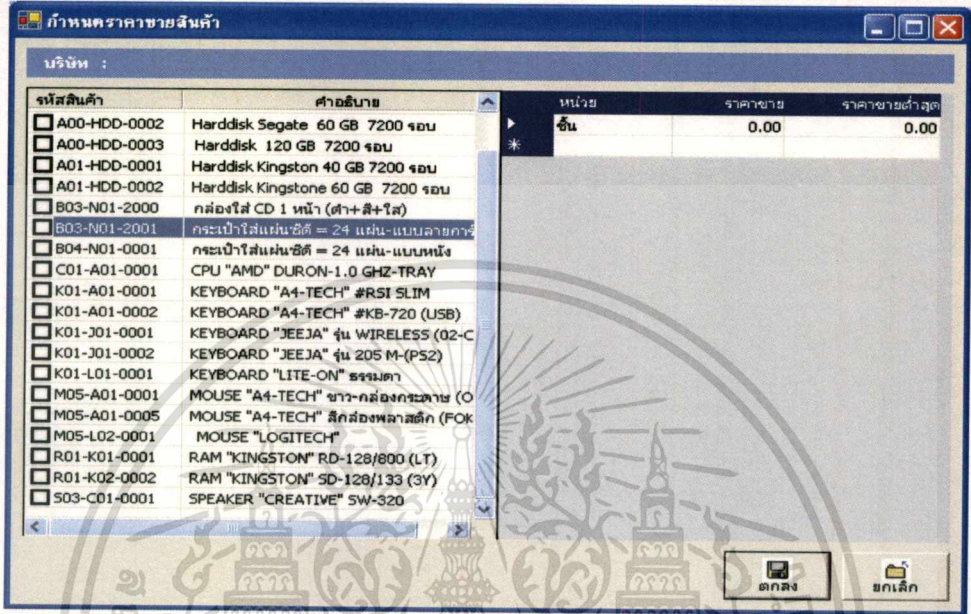 กำหนดราคาขายสินค้า
บริษัท :
รหัสสินค้า คำอธิบาย
A00-HDD-0002 Harddisk Segate 60 GB 7200 รอบ
A00-HDD-0003 Harddisk 120 GB 7200 รอบ
A01-HDD-0001 Harddisk Kingston 40 GB 7200 รอบ
A01-HDD-0002 Harddisk Kingstone 60 GB 7200 รอบ
B03-N01-2000 กล่องใส่ CD 1 หน้า (ดำ+สี+ใส)
B03-N01-2001 กระเป๋าใส่แผ่นซีดี = 24 แผ่น-แบบลายการ์
B04-N01-0001 กระเป๋าใส่แผ่นซีดี = 24 แผ่น-แบบหนัง
C01-A01-0001 CPU "AMD" DURON-1.0 GHZ-TRAY
K01-A01-0001 KEYBOARD "A4-TECH" #RSI SLIM
K01-A01-0002 KEYBOARD "A4-TECH" #KB-720 (USB)
K01-J01-0001 KEYBOARD "JEEJA" รุ่น WIRELESS (02-C
K01-J01-0002 KEYBOARD "JEEJA" รุ่น 205 M-(PS2)
K01-L01-0001 KEYBOARD "LITE-ON" ธรรมดา
M05-A01-0001 MOUSE "A4-TECH" ขาว-กล่องกระดาษ (O
M05-A01-0005 MOUSE "A4-TECH" สีกล่องพลาสติก (FOK
M05-L02-0001 MOUSE "LOGITECH"
R01-K01-0001 RAM "KINGSTON" RD-128/800 (LT)
R01-K02-0002 RAM "KINGSTON" SD-128/133 (3Y)
S03-C01-0001 SPEAKER "CREATIVE" SW-320
หน่วย ราคาขาย ราคาขายต่ำสุด
ชิ้น 0.00 0.00
ตกลง ยกเลิก